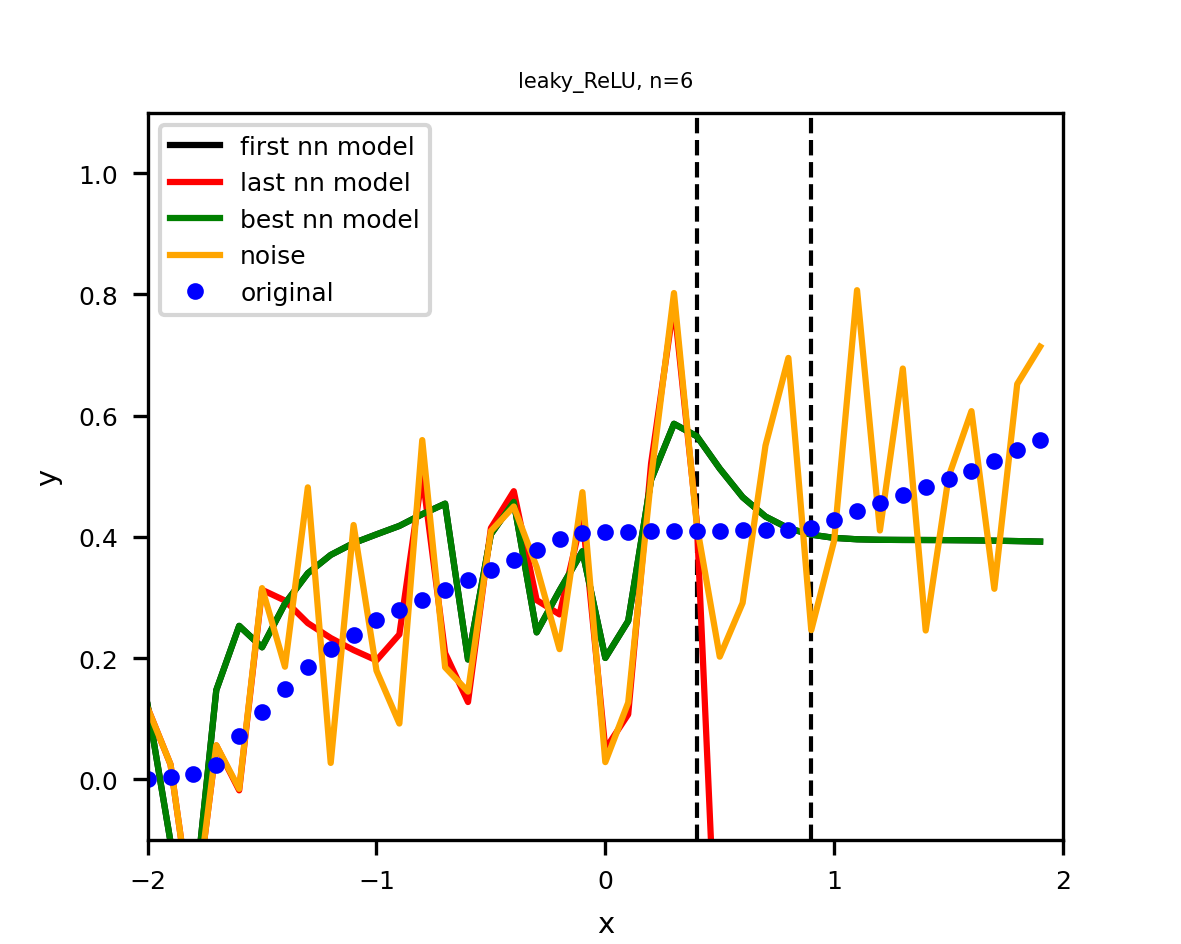 leaky_ReLU, n=6
first nn model
last nn model
best nn model
noise
original
1.0
0.8
0.6
0.4
0.2
0.0
y
−2
−1
0
1
2
x